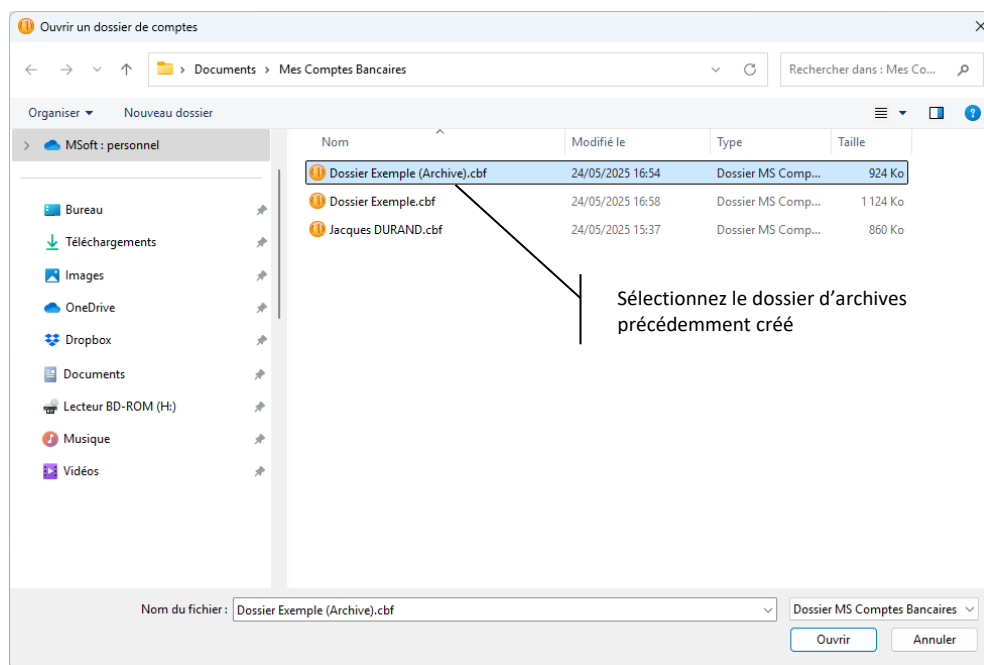 Ouvrir un dossier de comptes
Documents > Mes Comptes Bancaires
Rechercher dans : Mes Co...
Organiser
Nouveau dossier
MSoft : personnel
Bureau
Téléchargements
Images
OneDrive
Dropbox
Documents
Lecteur BD-ROM (H:)
Musique
Vidéos
Nom Modifié le Type Taille
Dossier Exemple (Archive).cbf 24/05/2025 16:54 Dossier MS Comp... 924 Ko
Dossier Exemple.cbf 24/05/2025 16:58 Dossier MS Comp... 1 124 Ko
Jacques DURAND.cbf 24/05/2025 15:37 Dossier MS Comp... 860 Ko
Sélectionnez le dossier d’archives
précédemment créé
Nom du fichier : Dossier Exemple (Archive).cbf
Dossier MS Comptes Bancaires
Ouvrir Annuler